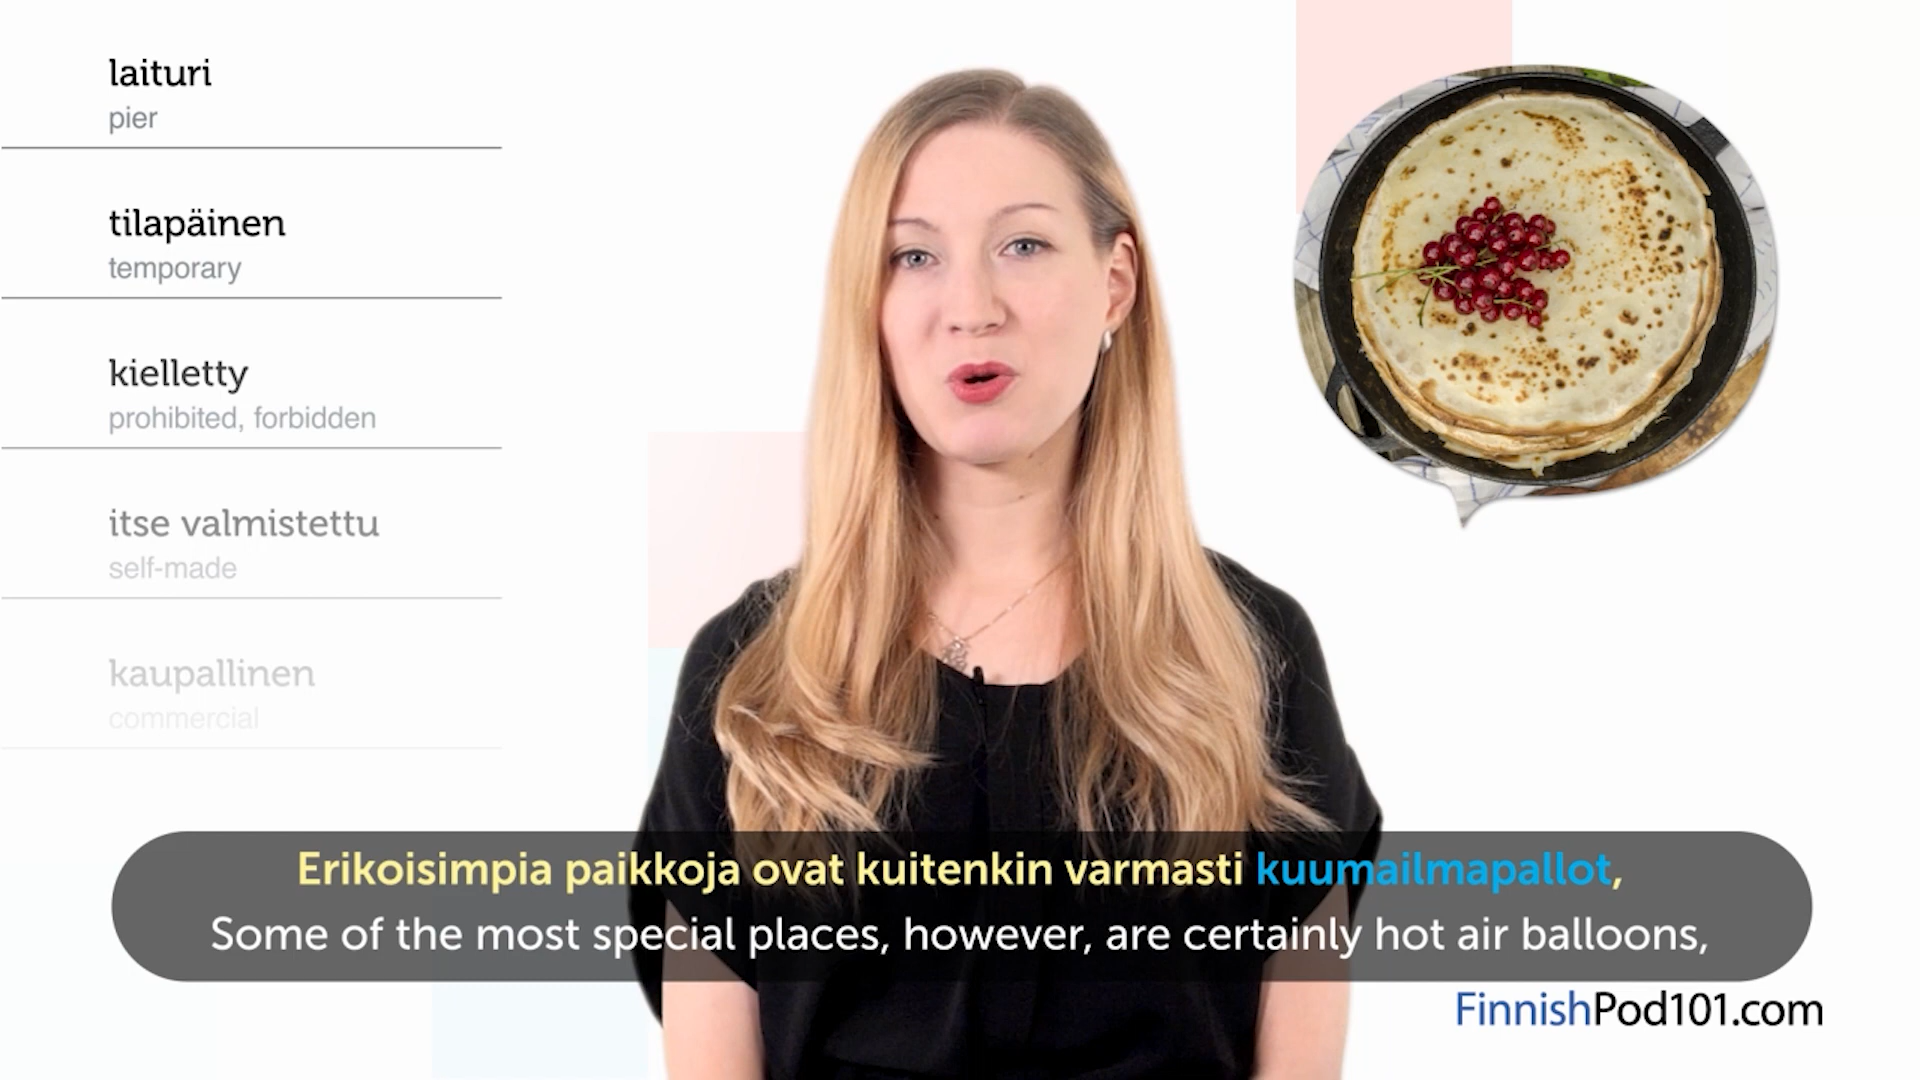 laituri
pier
tilapäinen
temporary
kielletty
prohibited, forbidden
itse valmistettu
self-made
kaupallinen
commercial
Erikoisimpia paikkoja ovat kuitenkin varmasti kuumailmapallot,
Some of the most special places, however, are certainly hot air balloons,
FinnishPod101.com